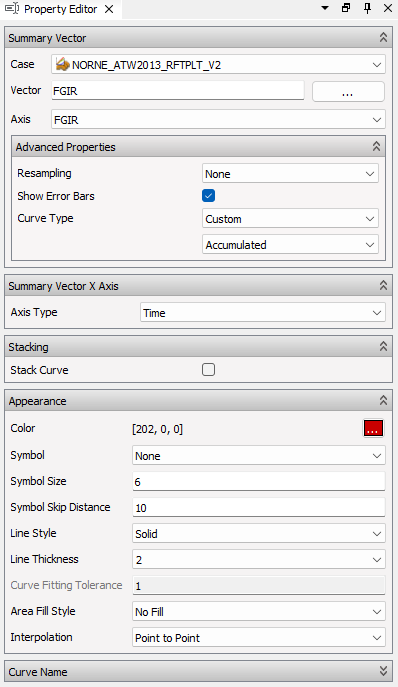 Property Editor
Summary Vector
Case NORNE_ATW2013_RFTPLT_V2
Vector FGIR ...
Axis FGIR
Advanced Properties
Resampling None
Show Error Bars
Curve Type Custom
Accumulated
Summary Vector X Axis
Axis Type Time
Stacking
Stack Curve
Appearance
Color [202, 0, 0] ...
Symbol None
Symbol Size 6
Symbol Skip Distance 10
Line Style Solid
Line Thickness 2
Curve Fitting Tolerance 1
Area Fill Style No Fill
Interpolation Point to Point
Curve Name